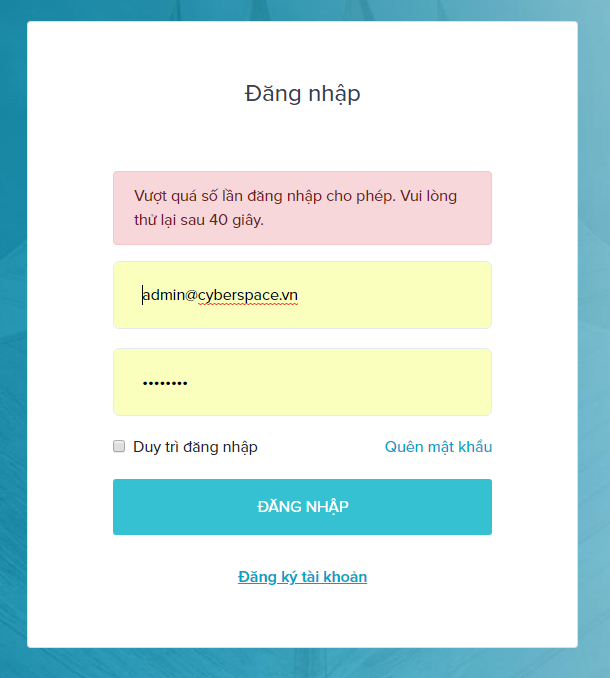 Đăng nhập
Vượt quá số lần đăng nhập cho phép. Vui lòng
thử lại sau 40 giây.
admin@cyberspace.vn
••••••••
Duy trì đăng nhập
Quên mật khẩu
ĐĂNG NHẬP
Đăng ký tài khoản